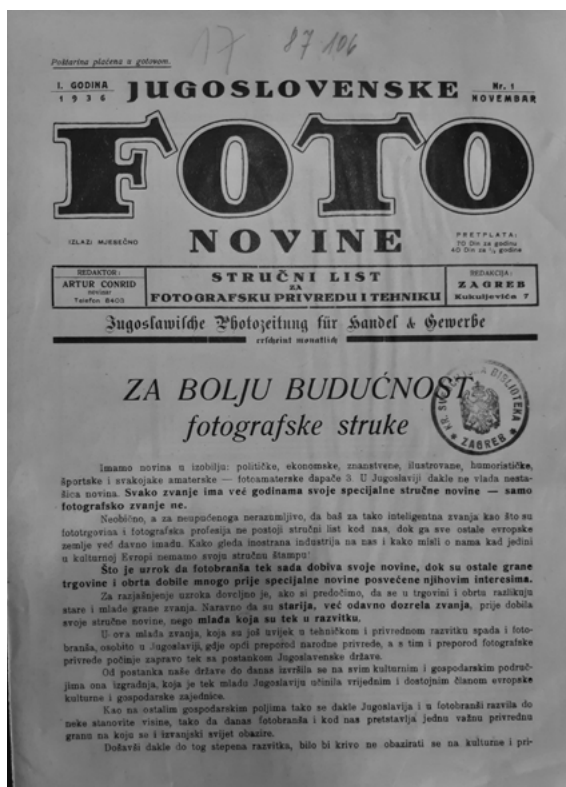 17 87 106
Poštarina plaćena u gotovom.
I. GODINA
1936
JUGOSLOVENSKE
Nr. 1
NOVEMBAR
FOTO
IZLAZI MJESEČNO
NOVINE
PRETPLATA:
70 Din za godinu
40 Din za ½ godine
REDAKTOR:
ARTUR CONRID
novinar
Telefon 8403
STRUČNI LIST
ZA
FOTOGRAFSKU PRIVREDU I TEHNIKU
REDAKCIJA:
ZAGREB
Kukuljevića 7
Jugoslawische Photozeitung für Handel & Gewerbe
erscheint monatlich
ZA BOLJU BUDUĆNOST
fotografske struke
KR. BIBLIOTEKA
ZAGREB
Imamo novina u izobilju: političke, ekonomske, znanstvene, ilustrovane, humorističke,
športske i svakojake amaterske — fotoamaterske dapače 3. U Jugoslaviji dakle ne vlada nesta-
šica novina. Svako zvanje ima već godinama svoje specijalne stručne novine — samo
fotografsko zvanje ne.
Neobično, a za neupućenoga nerazumljivo, da baš za tako inteligentna zvanja kao što su
fototrgovina i fotografska profesija ne postoji stručni list kod nas, dok ga sve ostale evropske
zemlje već davno imadu. Kako gleda inostrana industrija na nas i kako misli o nama kad jedini
u kulturnoj Evropi nemamo svoju stručnu štampu?
Što je uzrok da fotobranša tek sada dobiva svoje novine, dok su ostale grane
trgovine i obrta dobile mnogo prije specijalne novine posvećene njihovim interesima.
Za razjašnjenje uzroka dovoljno je, ako si predočimo, da se u trgovini i obrtu razlikuju
stare i mlade grane zvanja. Naravno da su starija, već odavno dozrela zvanja, prije dobila
svoje stručne novine, nego mlađa koja su tek u razvitku.
U ova mlada zvanja, koja su još uvijek u tehničkom i privrednom razvitku spada i foto-
branša, osobito u Jugoslaviji, gdje opći preporod narodne privrede, a s tim i preporod fotografske
privrede počinje zapravo tek sa postankom Jugoslavenske države.
Od postanka naše države do danas izvršila se na svim kulturnim i gospodarskim područ-
jima ona izgradnja, koja je tek mladu Jugoslaviju učinila vrijednim i dostojnim članom evropske
kulturne i gospodarske zajednice.
Kao na ostalim gospodarskim poljima tako se dakle Jugoslavija i u fotobranši razvila do
neke stanovite visine, tako da danas fotobranša i kod nas pretstavlja jednu važnu privrednu
granu na koju se i izvanjski svijet obazire.
Došavši dakle do tog stepena razvitka, bilo bi krivo ne obazirati se na kulturne i pri-